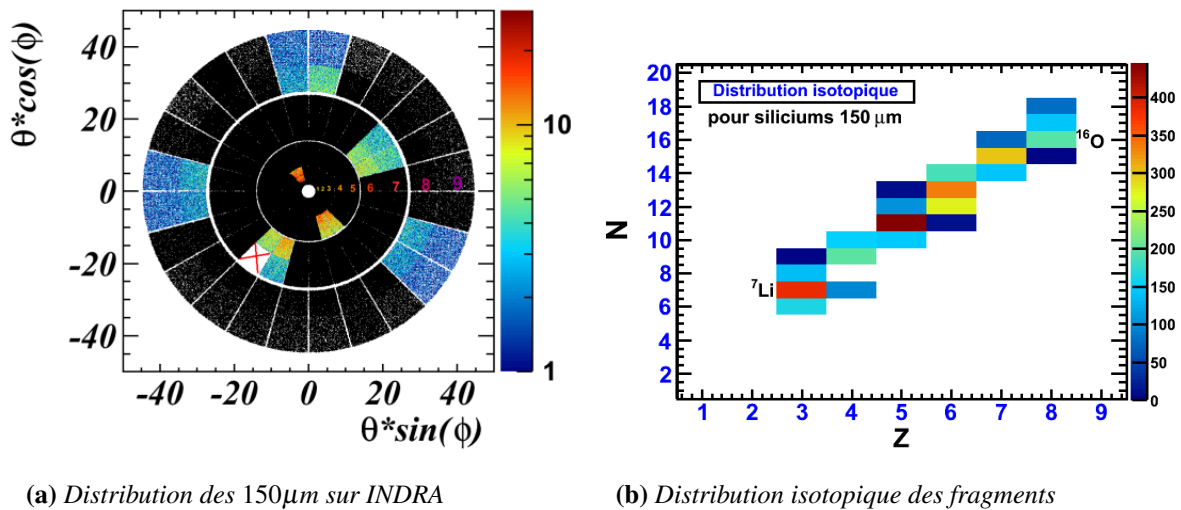 θ*cos(ϕ)
40
20
0
-20
-40
-40 -20 0 20 40
θ*sin(ϕ)
1 2 3 4 5 6 7 8 9
10
1
Distribution isotopique
pour siliciums 150 μm
N
20
18
16
14
12
10
8
6
4
2
1 2 3 4 5 6 7 8 9
Z
⁷Li
¹⁶O
400
350
300
250
200
150
100
50
0
(a) Distribution des 150μm sur INDRA
(b) Distribution isotopique des fragments